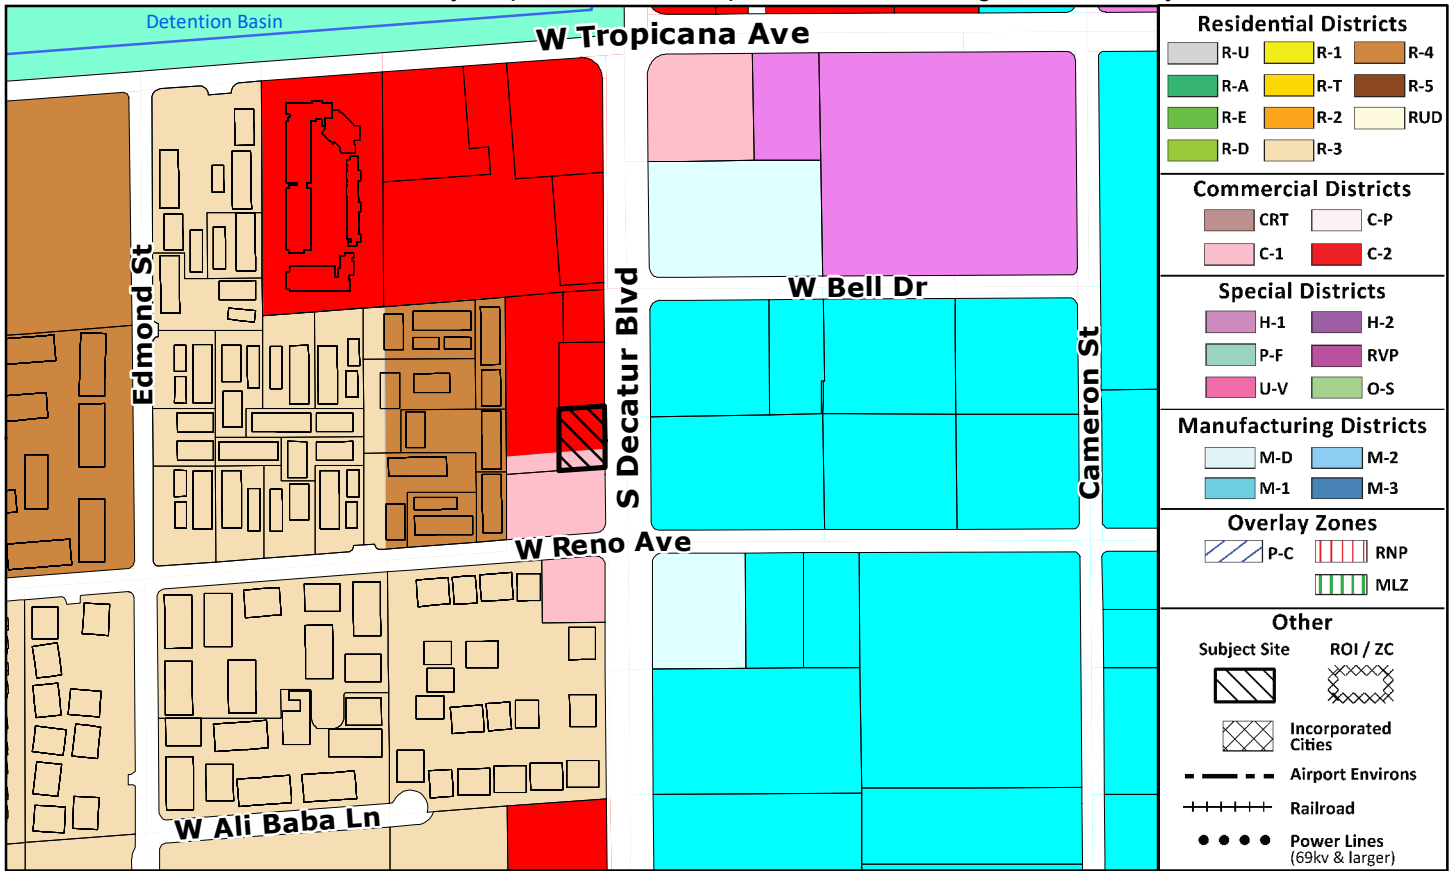 Detention Basin
W Tropicana Ave
Edmond St
S Decatur Blvd
W Bell Dr
Cameron St
W Reno Ave
W Ali Baba Ln
Residential Districts
R-U R-1 R-4
R-A R-T R-5
R-E R-2 RUD
R-D R-3
Commercial Districts
CRT C-P
C-1 C-2
Special Districts
H-1 H-2
P-F RVP
U-V O-S
Manufacturing Districts
M-D M-2
M-1 M-3
Overlay Zones
P-C RNP
MLZ
Other
Subject Site ROI / ZC
Incorporated
Cities
Airport Environs
Railroad
Power Lines
(69kv & larger)